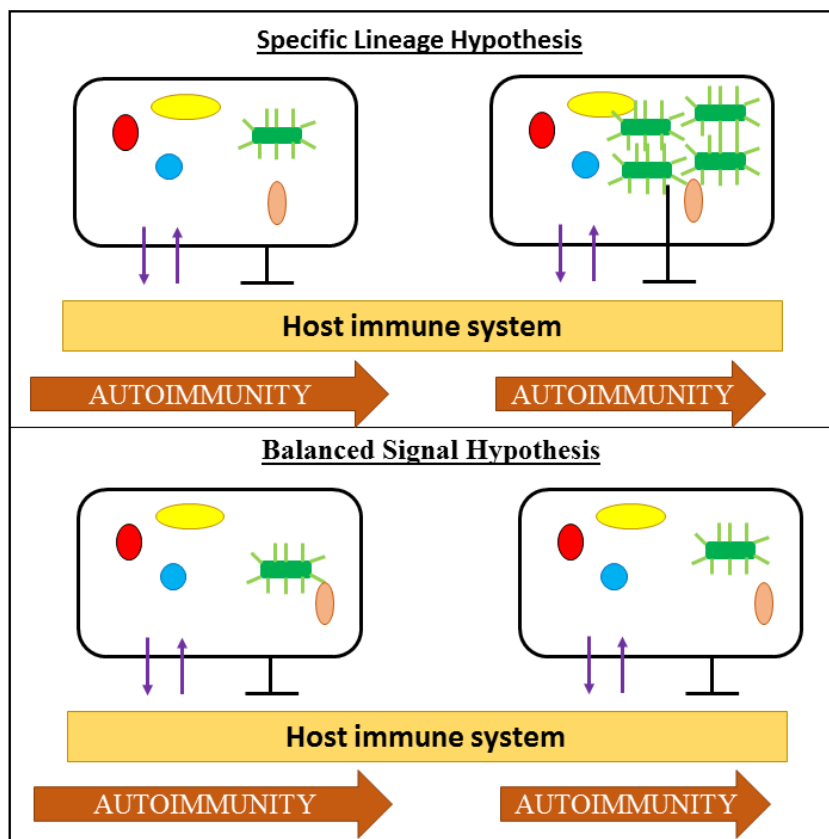 Specific Lineage Hypothesis
Host immune system
AUTOIMMUNITY AUTOIMMUNITY
Balanced Signal Hypothesis
Host immune system
AUTOIMMUNITY AUTOIMMUNITY